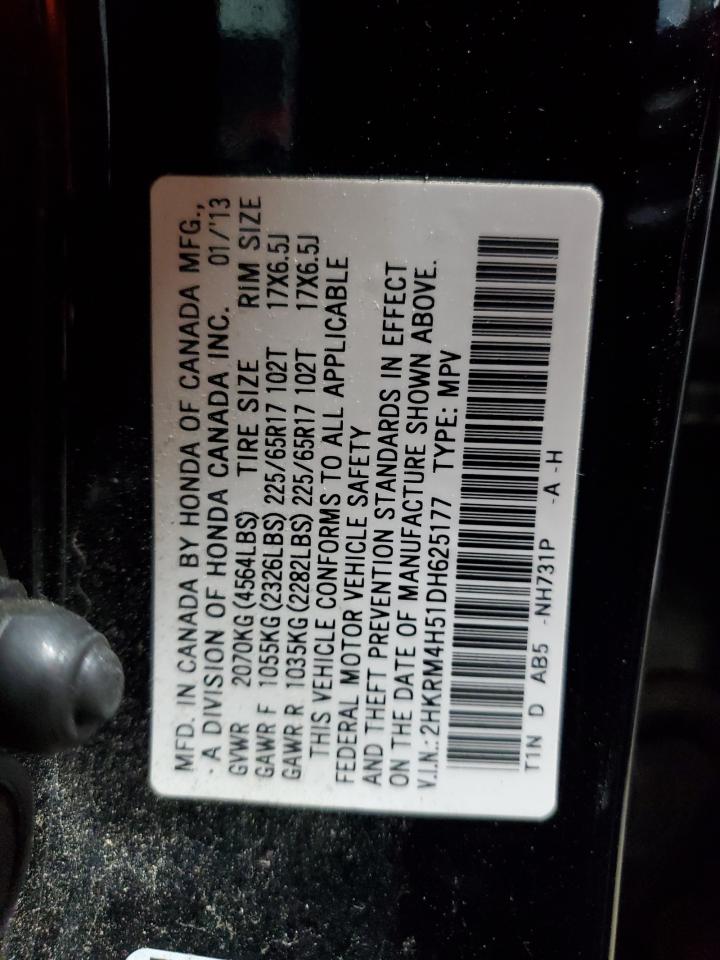 MFD. IN CANADA BY HONDA OF CANADA MFG.,
A DIVISION OF HONDA CANADA INC. 01/'13
GVWR 2070KG(4564LBS) TIRE SIZE RIM SIZE
GAWR F 1055KG(2326LBS) 225/65R17 102T 17X6.5J
GAWR R 1035KG(2282LBS) 225/65R17 102T 17X6.5J
THIS VEHICLE CONFORMS TO ALL APPLICABLE
FEDERAL MOTOR VEHICLE SAFETY
AND THEFT PREVENTION STANDARDS IN EFFECT
ON THE DATE OF MANUFACTURE SHOWN ABOVE.
V.I.N.:2HKRM4H51DH625177 TYPE: MPV
T1N D AB5 -NH731P -A -H